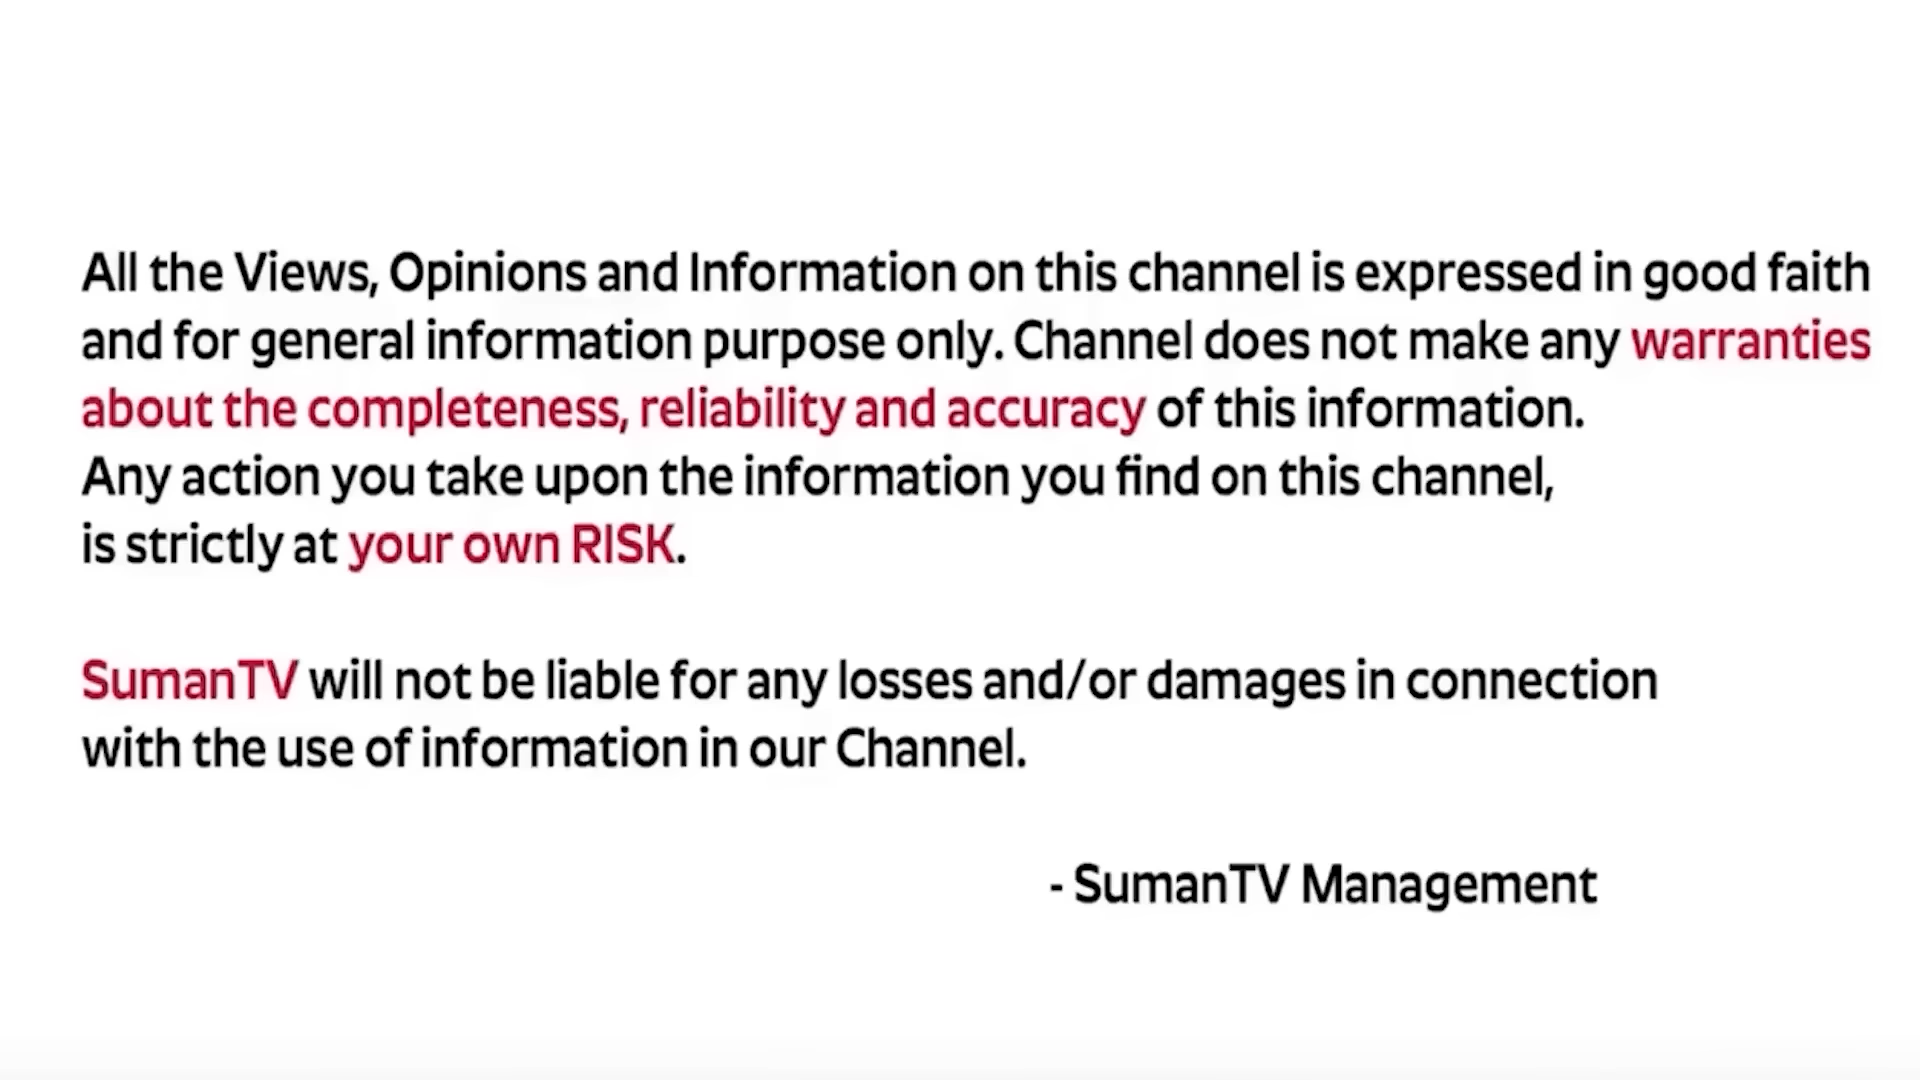 All the Views, Opinions and Information on this channel is expressed in good faith
and for general information purpose only. Channel does not make any warranties
about the completeness, reliability and accuracy of this information.
Any action you take upon the information you find on this channel,
is strictly at your own RISK.
SumanTV will not be liable for any losses and/or damages in connection
with the use of information in our Channel.
- SumanTV Management